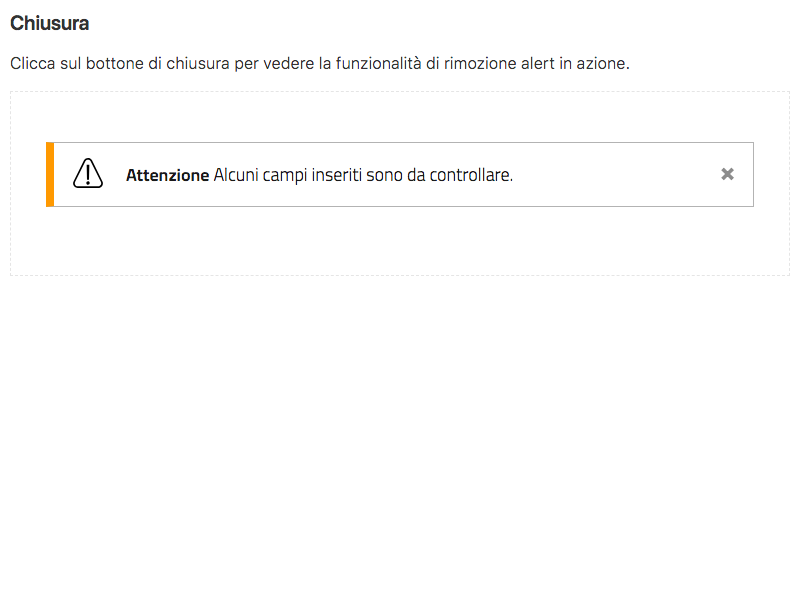 Chiusura
Clicca sul bottone di chiusura per vedere la funzionalità di rimozione alert in azione.
Attenzione Alcuni campi inseriti sono da controllare.